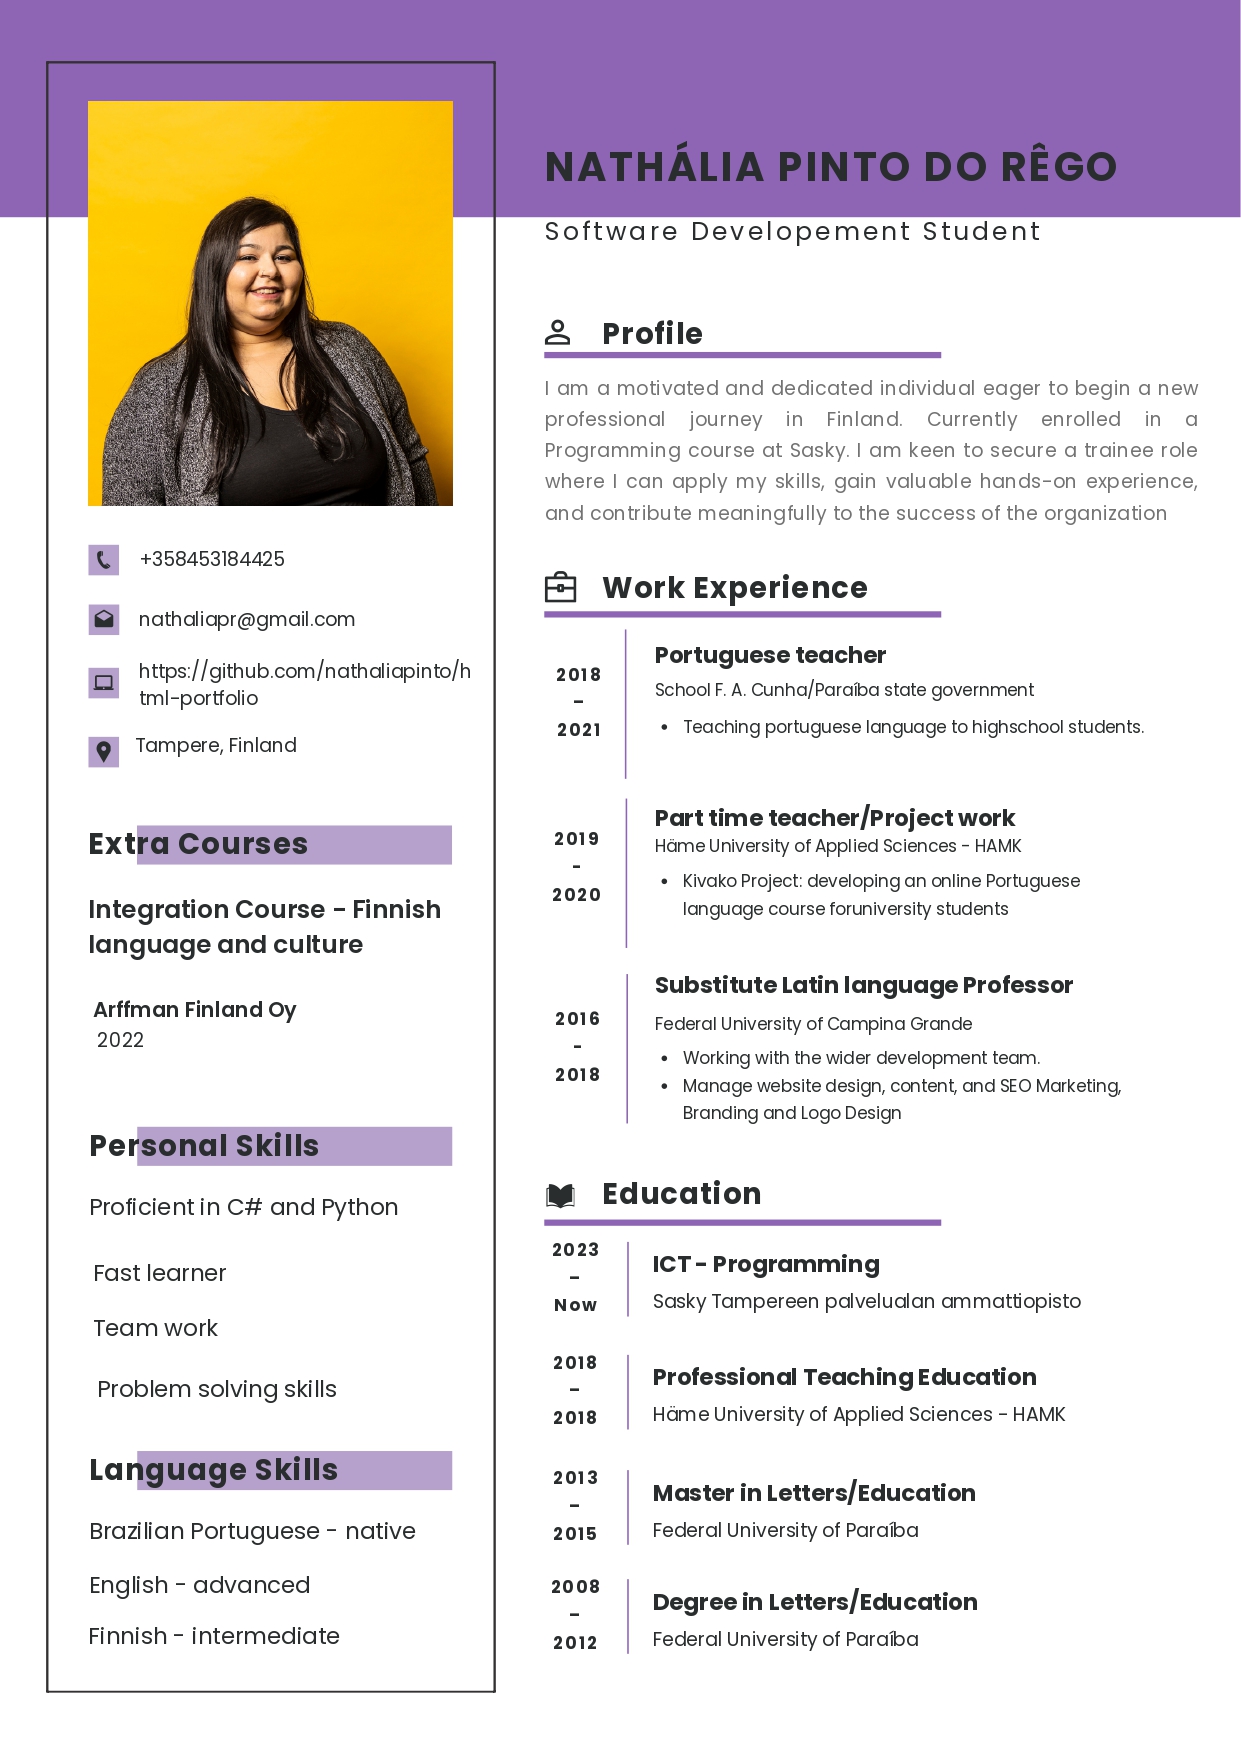 NATHÁLIA PINTO DO RÊGO
Software Developement Student
+358453184425
nathaliapr@gmail.com
https://github.com/nathaliapinto/h
tml-portfolio
Tampere, Finland
Extra Courses
Integration Course - Finnish
language and culture
Arffman Finland Oy
2022
Personal Skills
Proficient in C# and Python
Fast learner
Team work
Problem solving skills
Language Skills
Brazilian Portuguese - native
English - advanced
Finnish - intermediate
Profile
I am a motivated and dedicated individual eager to begin a new
professional journey in Finland. Currently enrolled in a
Programming course at Sasky. I am keen to secure a trainee role
where I can apply my skills, gain valuable hands-on experience,
and contribute meaningfully to the success of the organization
Work Experience
2018
-
2021
Portuguese teacher
School F. A. Cunha/Paraíba state government
• Teaching portuguese language to highschool students.
2019
-
2020
Part time teacher/Project work
Häme University of Applied Sciences - HAMK
• Kivako Project: developing an online Portuguese
language course foruniversity students
2016
-
2018
Substitute Latin language Professor
Federal University of Campina Grande
• Working with the wider development team.
• Manage website design, content, and SEO Marketing,
Branding and Logo Design
Education
2023
-
Now
ICT - Programming
Sasky Tampereen palvelualan ammattiopisto
2018
-
2018
Professional Teaching Education
Häme University of Applied Sciences - HAMK
2013
-
2015
Master in Letters/Education
Federal University of Paraíba
2008
-
2012
Degree in Letters/Education
Federal University of Paraíba